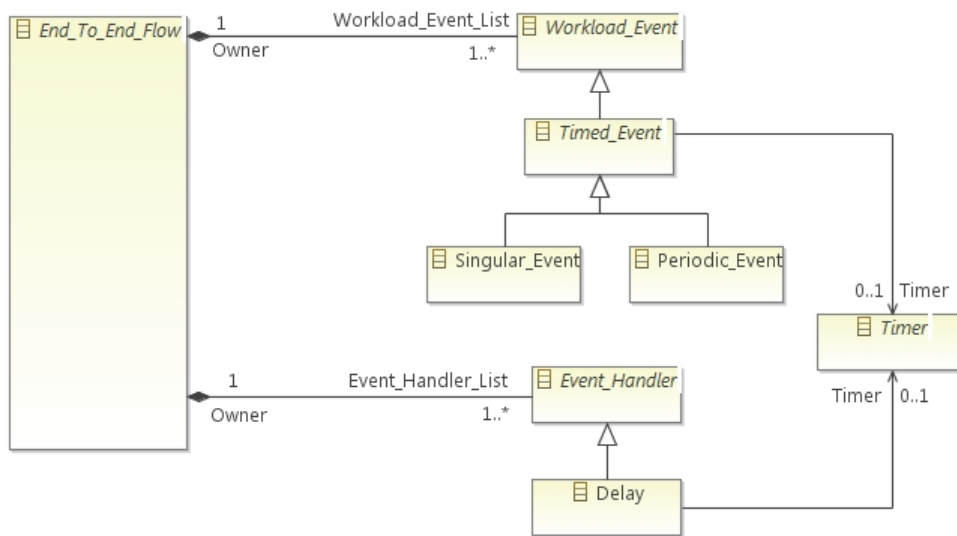 End_To_End_Flow
1
Workload_Event_List
Workload_Event
Owner
1..*
Timed_Event
Singular_Event
Periodic_Event
0..1 Timer
Timer
1
Event_Handler_List
Event_Handler
Owner
1..*
Timer 0..1
Delay